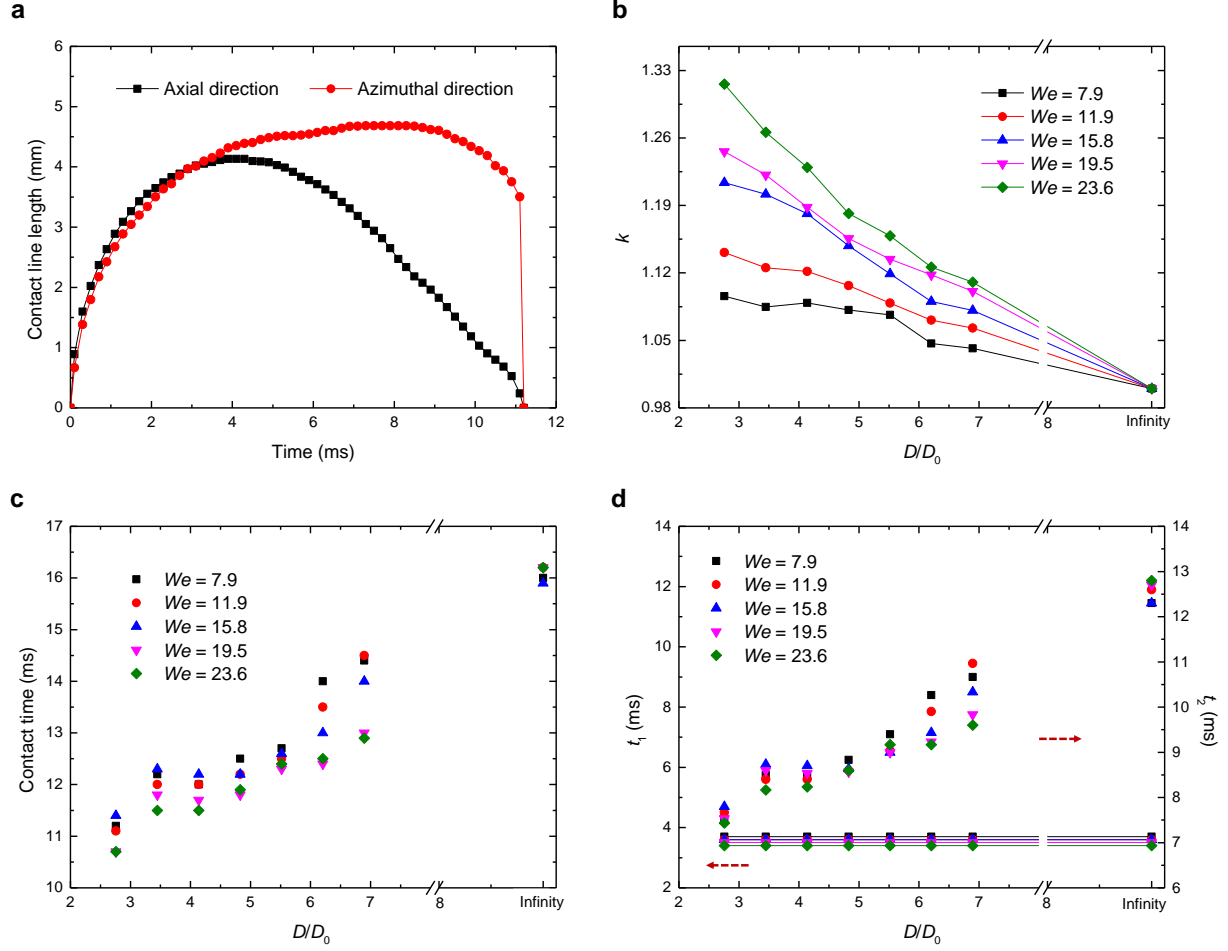 a
6
5
4
3
2
1
0
Contact line length (mm)
Axial direction
Azimuthal direction
0 2 4 6 8 10 12
Time (ms)
b
1.33
1.26
1.19
1.12
1.05
0.98
k
We = 7.9
We = 11.9
We = 15.8
We = 19.5
We = 23.6
2 3 4 5 6 7 8 Infinity
D/D0
c
17
16
15
14
13
12
11
10
Contact time (ms)
We = 7.9
We = 11.9
We = 15.8
We = 19.5
We = 23.6
2 3 4 5 6 7 8 Infinity
D/D0
d
14
12
10
8
6
4
2
t1 (ms)
We = 7.9
We = 11.9
We = 15.8
We = 19.5
We = 23.6
14
13
12
11
10
9
8
7
6
t2 (ms)
2 3 4 5 6 7 8 Infinity
D/D0